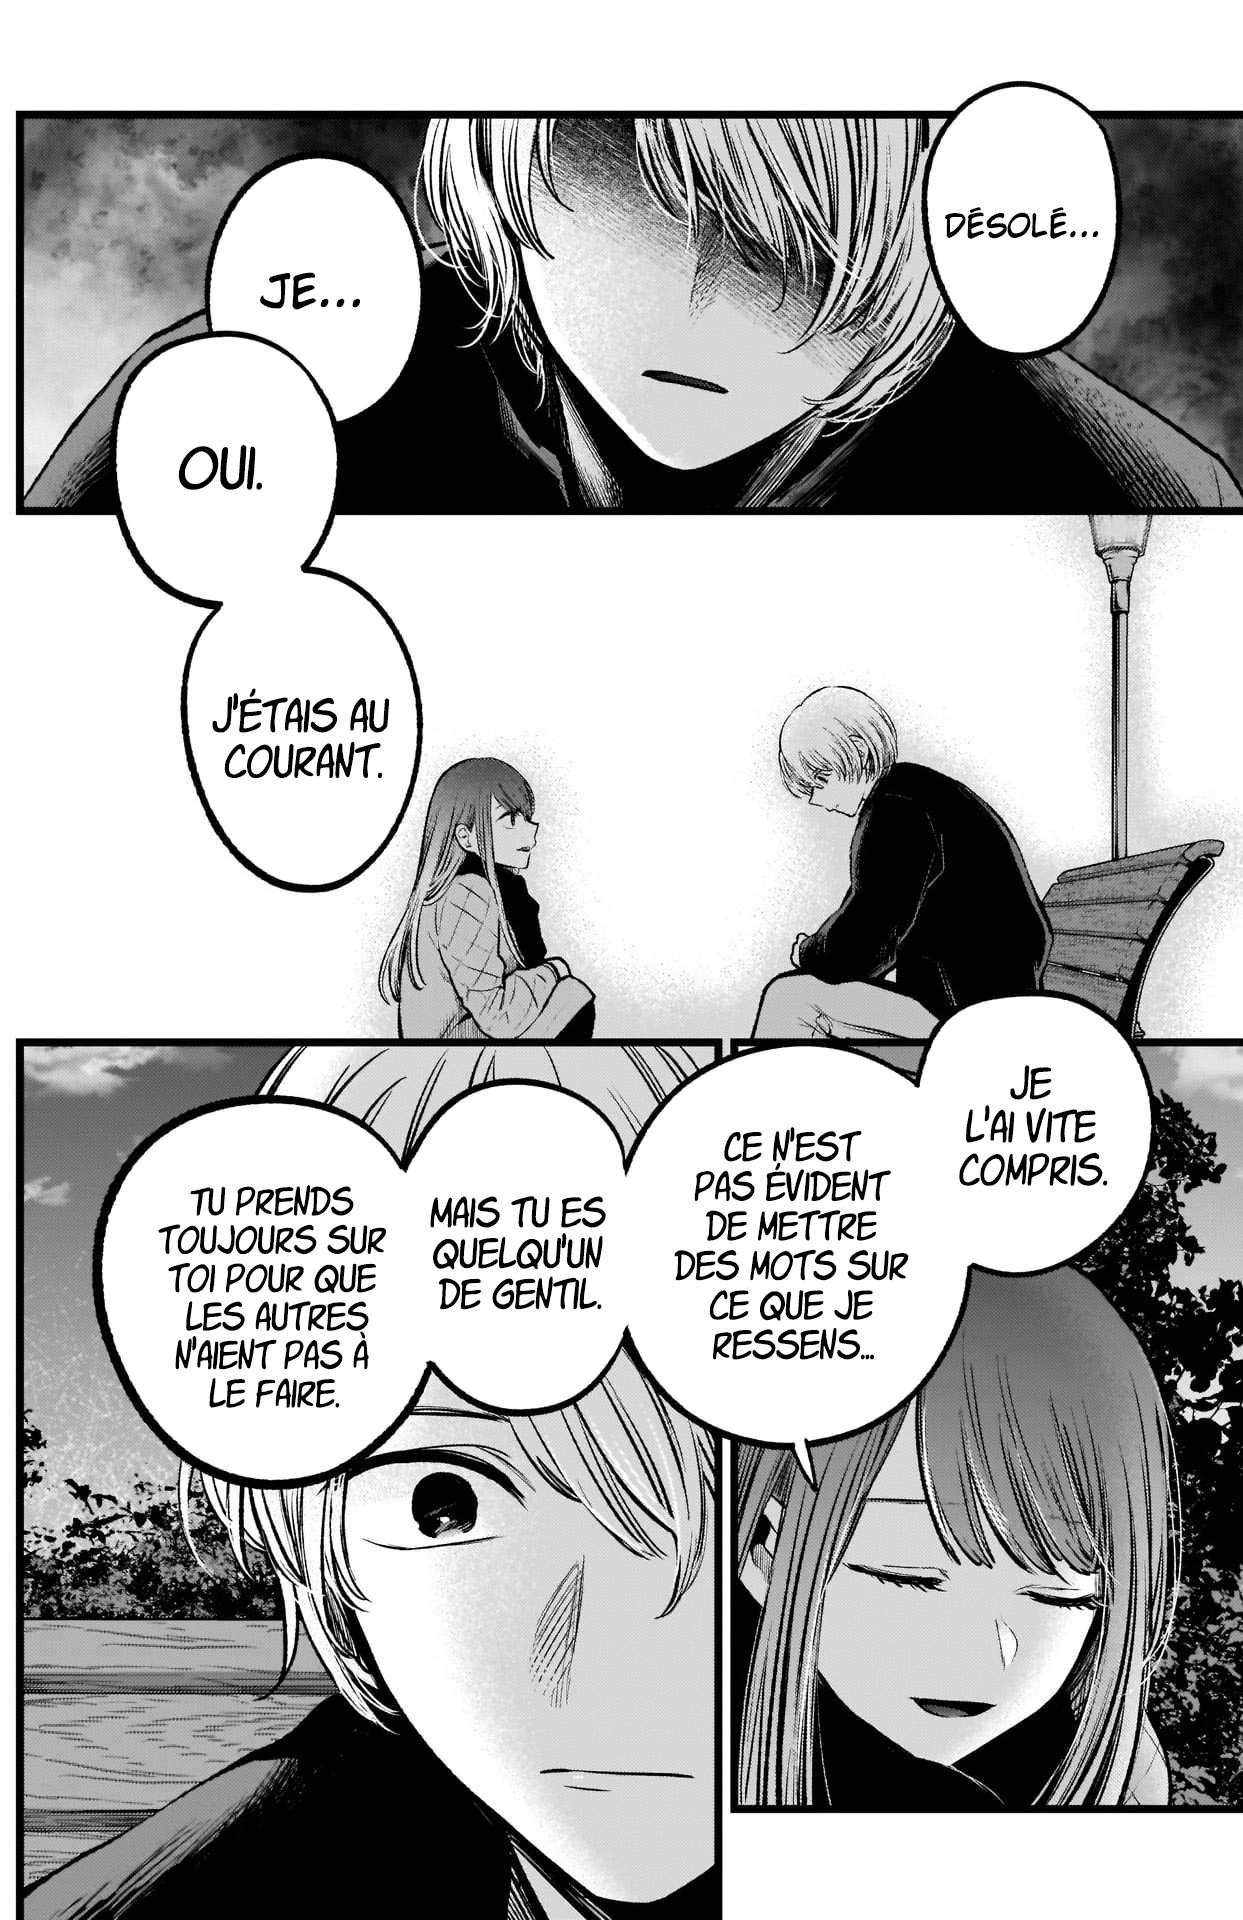 DÉSOLÉ...
JE...
OUI.
J'ÉTAIS AU
COURANT.
JE
L'AI VITE
COMPRIS.
CE N'EST
PAS ÉVIDENT
DE METTRE
DES MOTS SUR
CE QUE JE
RESSENS...
MAIS TU ES
QUELQU'UN
DE GENTIL.
TU PRENDS
TOUJOURS SUR
TOI POUR QUE
LES AUTRES
N'AIENT PAS À
LE FAIRE.